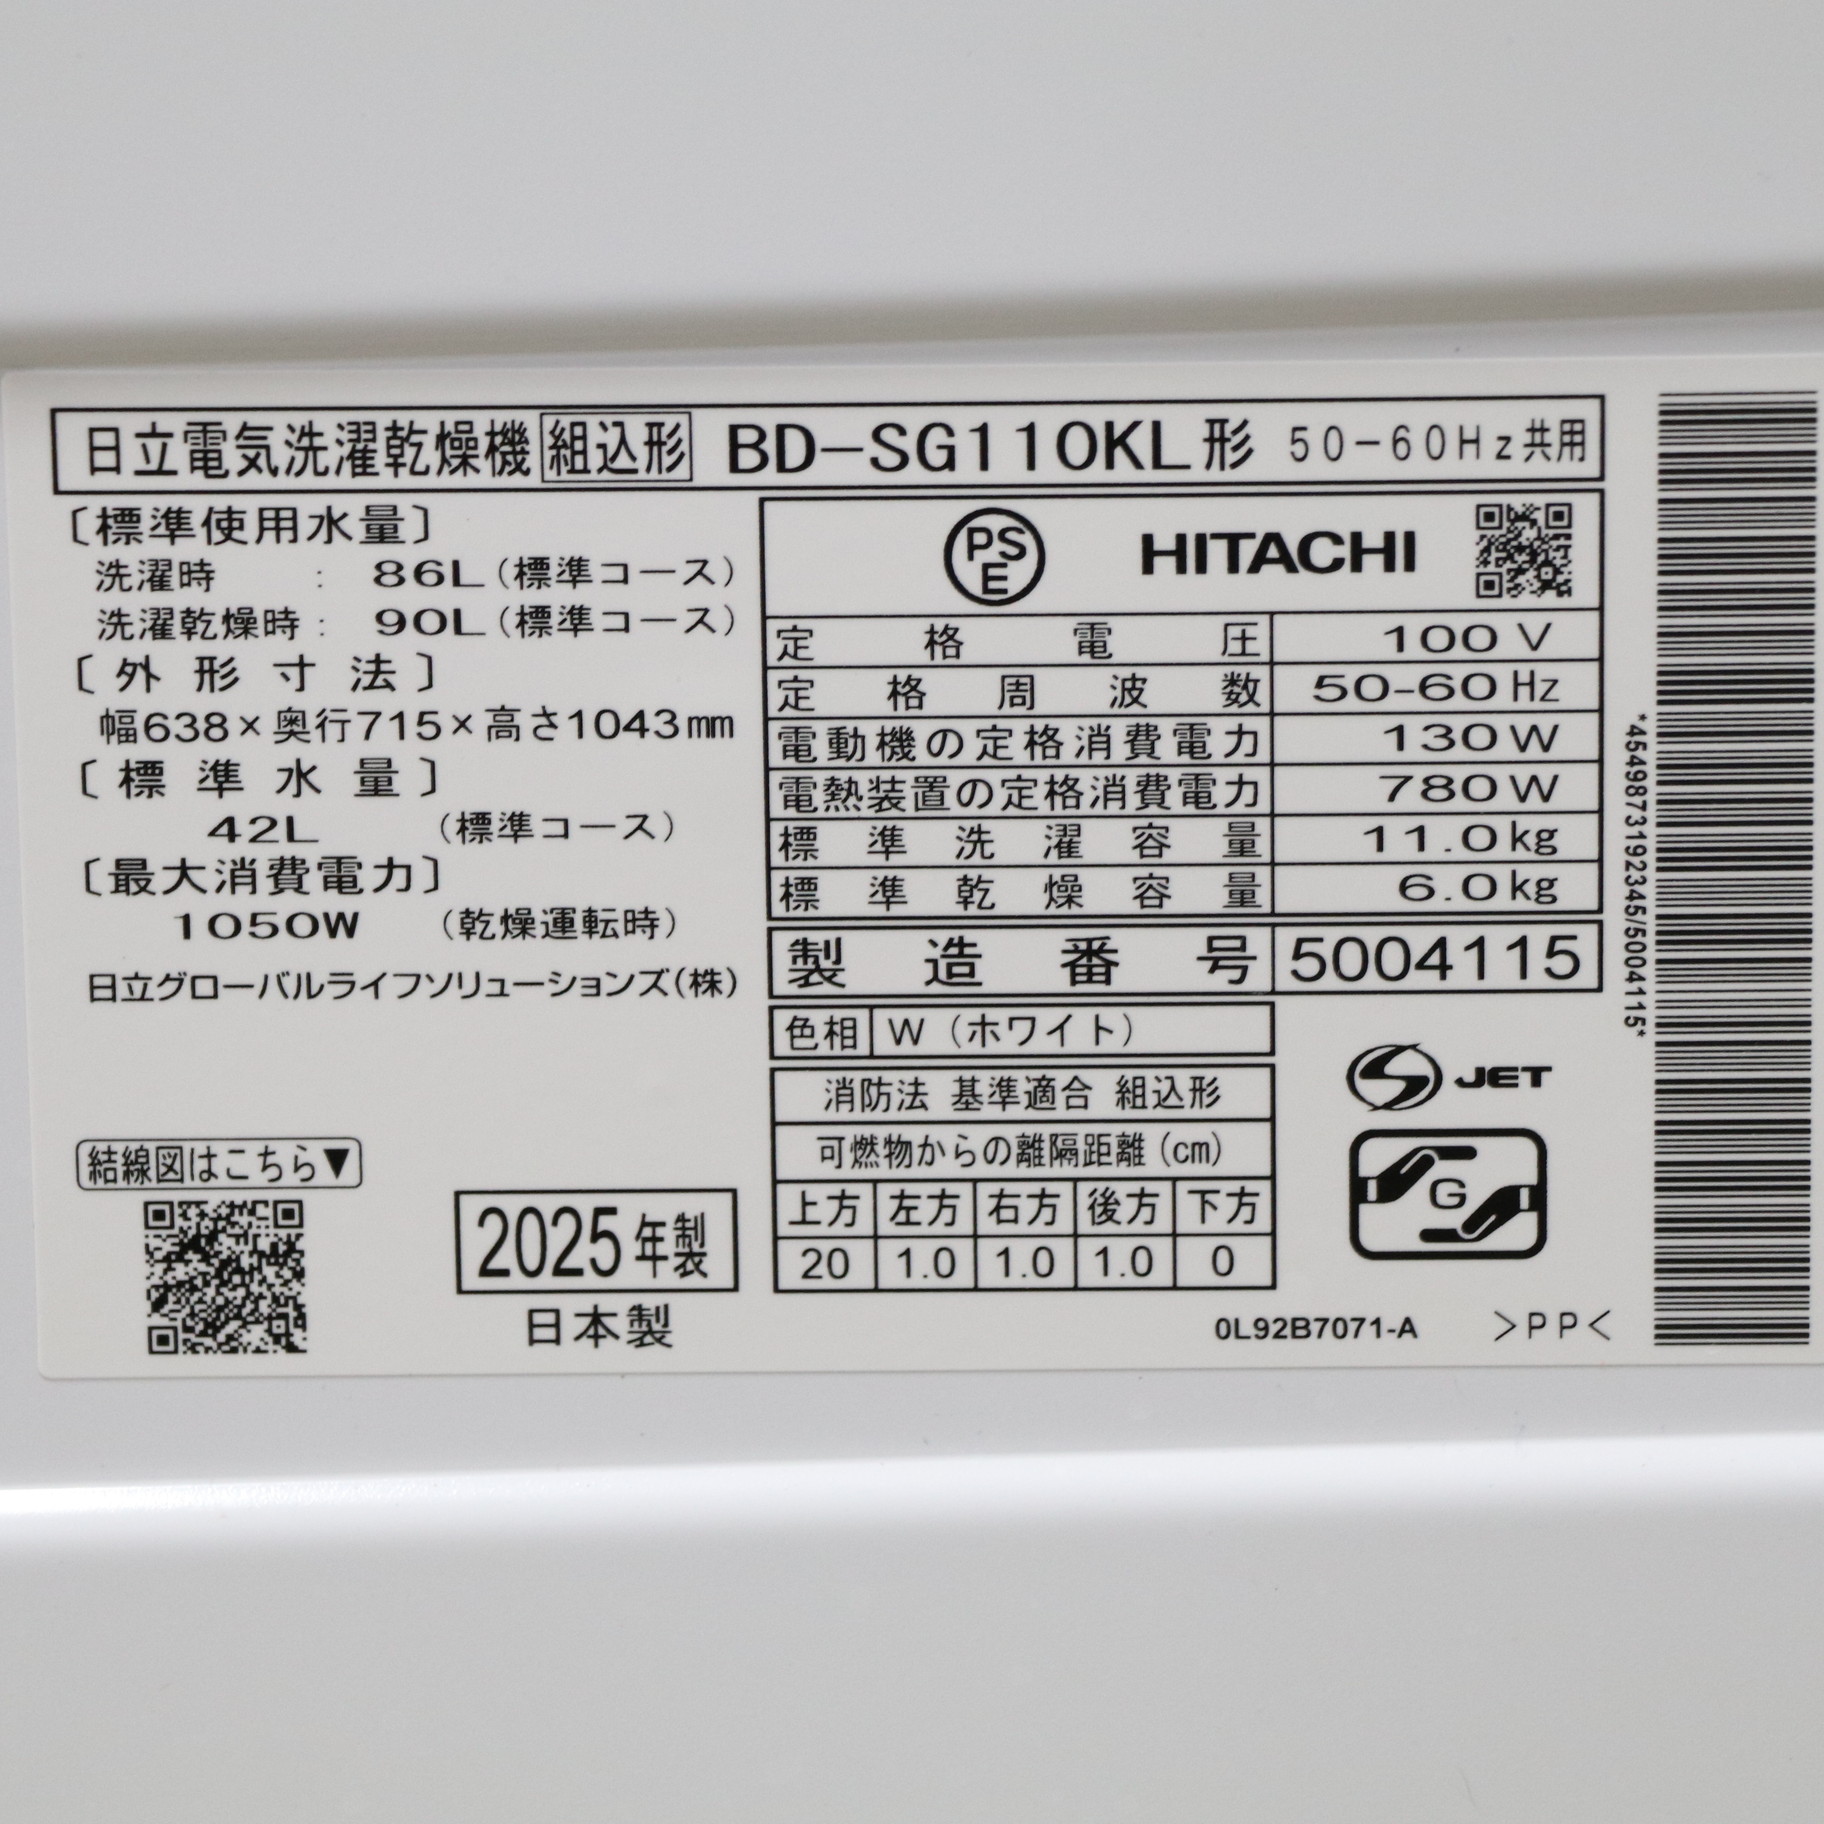 日立電気洗濯乾燥機 組込形 BD-SG110KL形 50-60Hz共用
〔標準使用水量〕
洗濯時 : 86L(標準コース)
洗濯乾燥時: 90L(標準コース)
〔外形寸法〕
幅638×奥行715×高さ1043mm
〔標準水量〕
42L (標準コース)
〔最大消費電力〕
1050W (乾燥運転時)
日立グローバルライフソリューションズ(株)
結線図はこちら▼
2025年製
日本製
PS
E
HITACHI
定格電圧 100V
定格周波数 50-60Hz
電動機の定格消費電力 130W
電熱装置の定格消費電力 780W
標準洗濯容量 11.0kg
標準乾燥容量 6.0kg
製造番号 5004115
色相 W(ホワイト)
消防法 基準適合 組込形
可燃物からの離隔距離(cm)
上方 左方 右方 後方 下方
20 1.0 1.0 1.0 0
S JET
G
0L92B7071-A >PP<
*4549873192345/5004115*